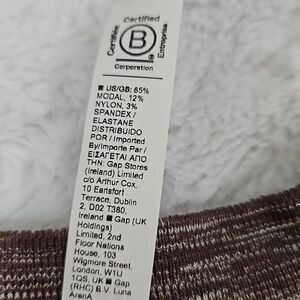 Certified
Certifiée
B
®
Entreprise
Corporation
■ US/GB: 85%
MODAL, 12%
NYLON, 3%
SPANDEX /
ELASTANE
DISTRIBUIDO
POR / Imported
By/Importe Par /
ΕΙΣΑΓΕΤΑΙ ΑΠΟ
ΤΗΝ: Gap Stores
(Ireland) Limited
c/o Arthur Cox,
10 Earlsfort
Terrace, Dublin
2, D02 T380,
Ireland ■ Gap (UK
Holdings)
Limited, 2nd
Floor Nations
House, 103
Wigmore Street,
London, W1U
1QS, UK ■ Gap
(RHC) B.V. Luna
ArenA